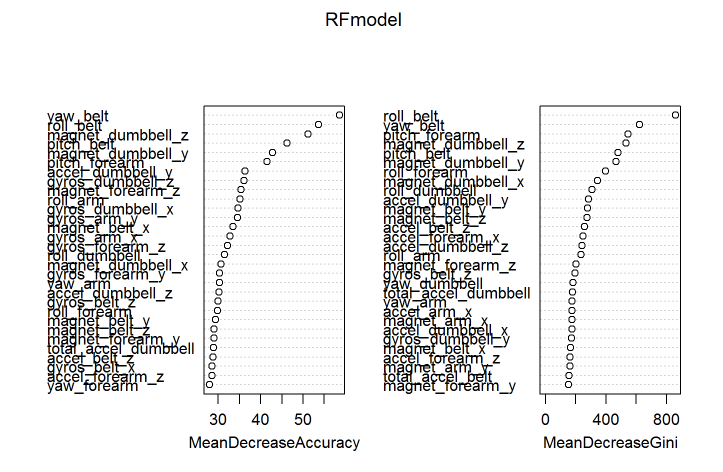 RFmodel
yaw_belt
roll_belt
magnet_dumbbell_z
pitch_belt
magnet_dumbbell_y
pitch_forearm
accel_dumbbell_y
gyros_dumbbell_z
magnet_forearm_z
roll_arm
gyros_dumbbell_x
gyros_arm_y
magnet_belt_x
gyros_arm_x
gyros_forearm_z
roll_dumbbell
magnet_dumbbell_x
gyros_forearm_y
yaw_arm
accel_dumbbell_z
gyros_belt_z
roll_forearm
magnet_belt_y
magnet_belt_z
magnet_forearm_y
total_accel_dumbbell
accel_belt_z
gyros_belt_x
accel_forearm_z
yaw_forearm
30 40 50
MeanDecreaseAccuracy
roll_belt
yaw_belt
pitch_forearm
magnet_dumbbell_z
pitch_belt
magnet_dumbbell_y
roll_forearm
magnet_dumbbell_x
roll_dumbbell
accel_dumbbell_y
magnet_belt_y
magnet_belt_z
accel_belt_z
accel_forearm_x
accel_dumbbell_z
roll_arm
magnet_forearm_z
gyros_belt_z
yaw_dumbbell
total_accel_dumbbell
yaw_arm
accel_arm_x
magnet_arm_x
accel_dumbbell_x
gyros_dumbbell_y
magnet_belt_x
accel_forearm_z
magnet_arm_y
total_accel_belt
magnet_forearm_y
0 400 800
MeanDecreaseGini